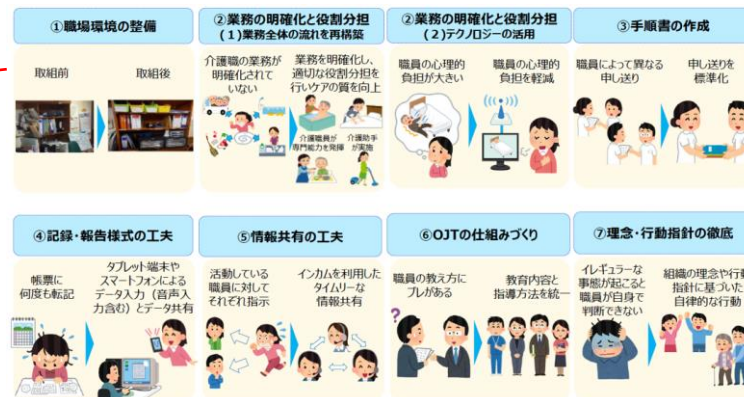 ①職場環境の整備
取組前
取組後
②業務の明確化と役割分担
(1)業務全体の流れを再構築
介護職の業務が
明確化されて
いない
業務を明確化し、
適切な役割分担を
行いケアの質を向上
介護職員が
専門能力を発揮
介護助手
が実施
②業務の明確化と役割分担
(2)テクノロジーの活用
職員の心理的
負担が大きい
職員の心理的
負担を軽減
③手順書の作成
職員によって異なる
申し送り
申し送りを
標準化
④記録・報告様式の工夫
帳票に
何度も転記
タブレット端末や
スマートフォンによる
データ入力(音声入
力含む)とデータ共有
⑤情報共有の工夫
活動している
職員に対して
それぞれ指示
インカムを利用した
タイムリーな
情報共有
⑥OJTの仕組みづくり
職員の教え方に
ブレがある
教育内容と
指導方法を統一
⑦理念・行動指針の徹底
イレギュラーな
事態が起こると
職員が自身で
判断できない
組織の理念や行動
指針に基づいた
自律的な行動